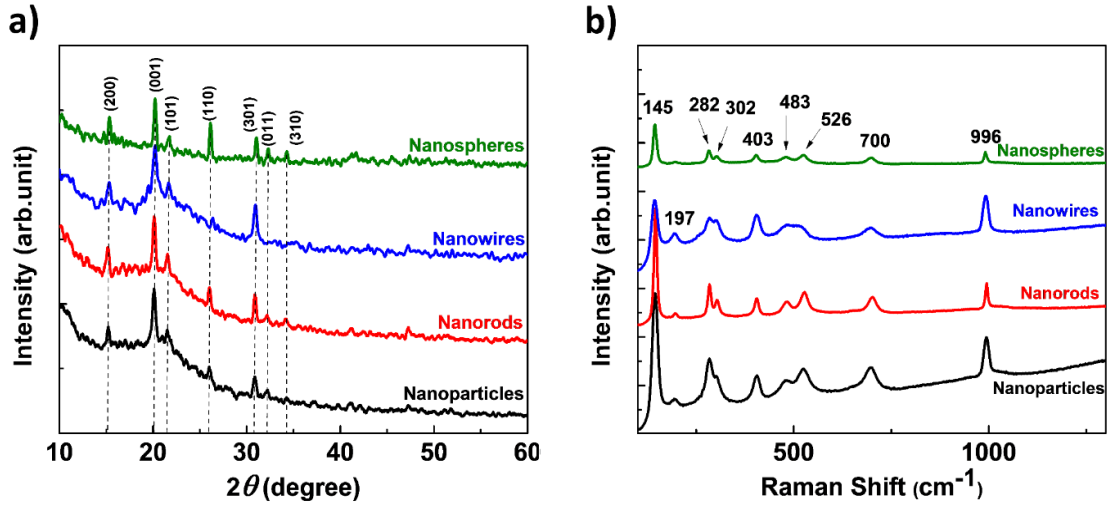 a)
Intensity (arb.unit)
(200)
(001)
(101)
(110)
(301)
(011)
(310)
Nanospheres
Nanowires
Nanorods
Nanoparticles
10 20 30 40 50 60
2θ (degree)
b)
Intensity (arb.unit)
145
282
302
403
483
526
700
996
Nanospheres
197
Nanowires
Nanorods
Nanoparticles
500 1000
Raman Shift (cm⁻¹)